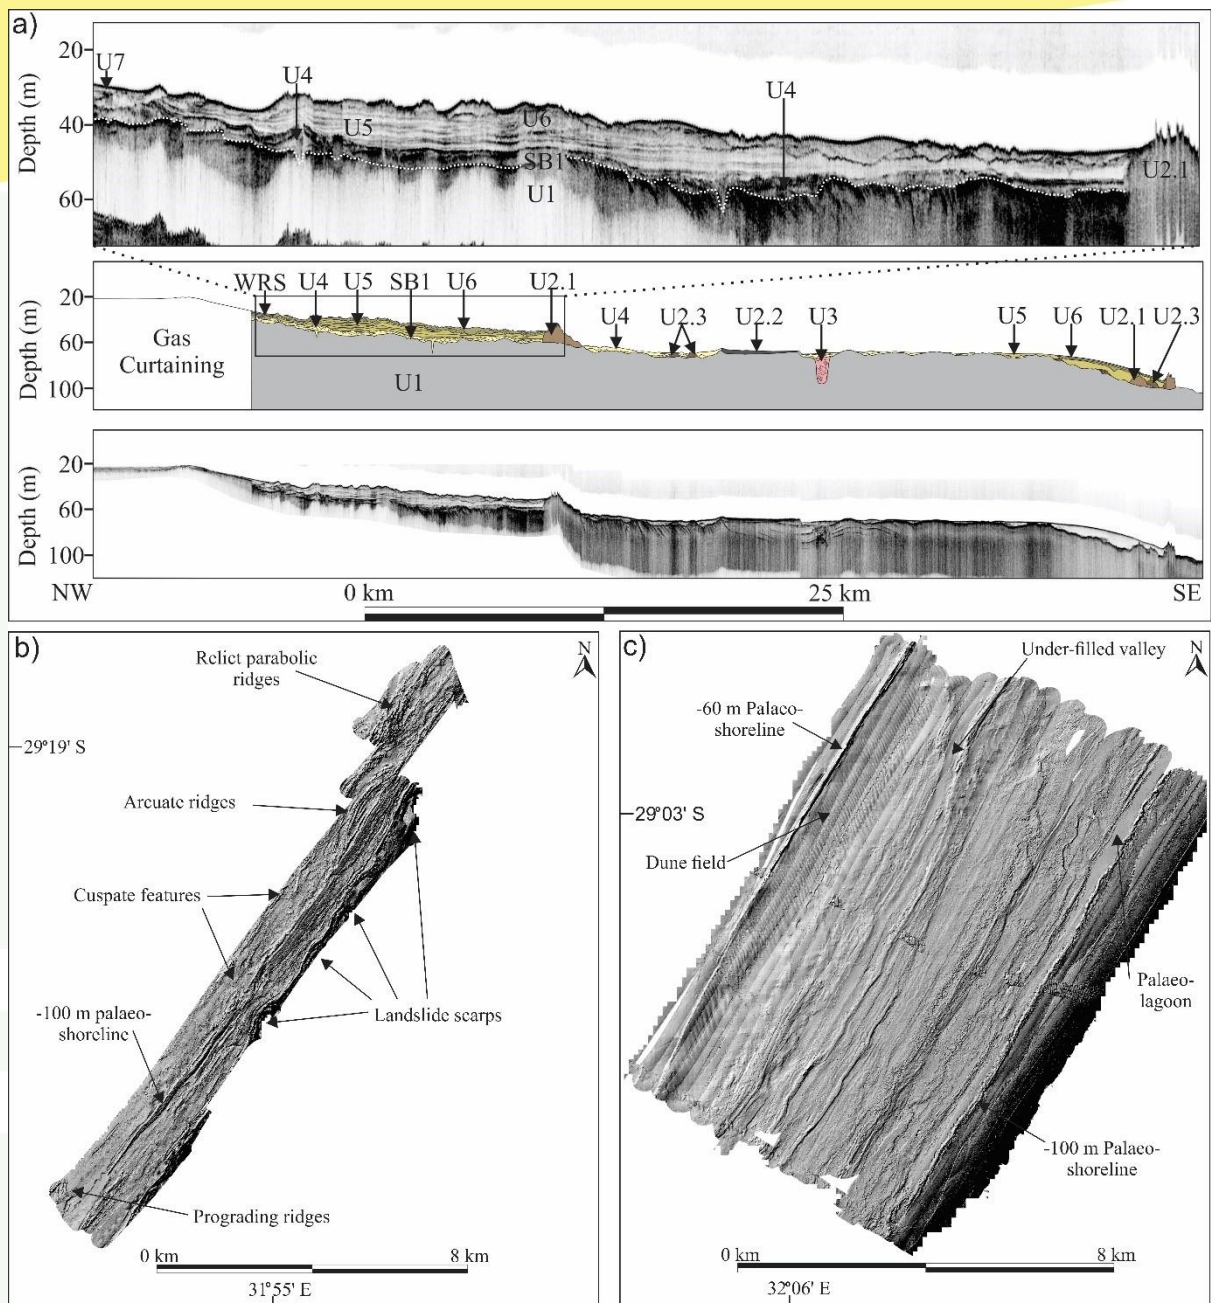 a)
Depth (m)
20
40
60
U7
U4
U5
U6
U4
SB1
U1
U2.1
Depth (m)
20
60
100
WRS U4 U5 SB1 U6 U2.1
U4 U2.3 U2.2 U3 U5 U6 U2.1 U2.3
Gas
Curtaining
U1
Depth (m)
20
60
100
NW 0 km 25 km SE
b)
N
Relict parabolic
ridges
29°19' S
Arcuate ridges
Cuspate features
-100 m palaeo-
shoreline
Landslide scarps
Prograding ridges
0 km 8 km
31°55' E
c)
N
Under-filled valley
-60 m Palaeo-
shoreline
29°03' S
Dune field
Palaeo-
lagoon
-100 m Palaeo-
shoreline
0 km 8 km
32°06' E